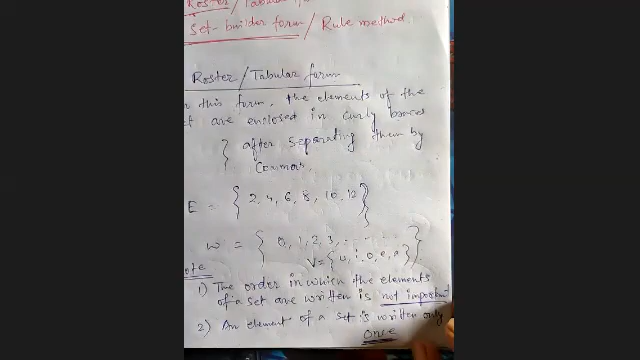 Roster / Tabular
Set-builder form / Rule method
Roster / Tabular form
this form, the elements of the
are enclosed in curly braces
} after separating them by
Commas
E = { 2, 4, 6, 8, 10, 12 }
W = { 0, 1, 2, 3, ....... }
V = { u, i, o, e, a }
Note
1) The order in which the elements
of a set are written is not important
2) An element of a set is written only
once